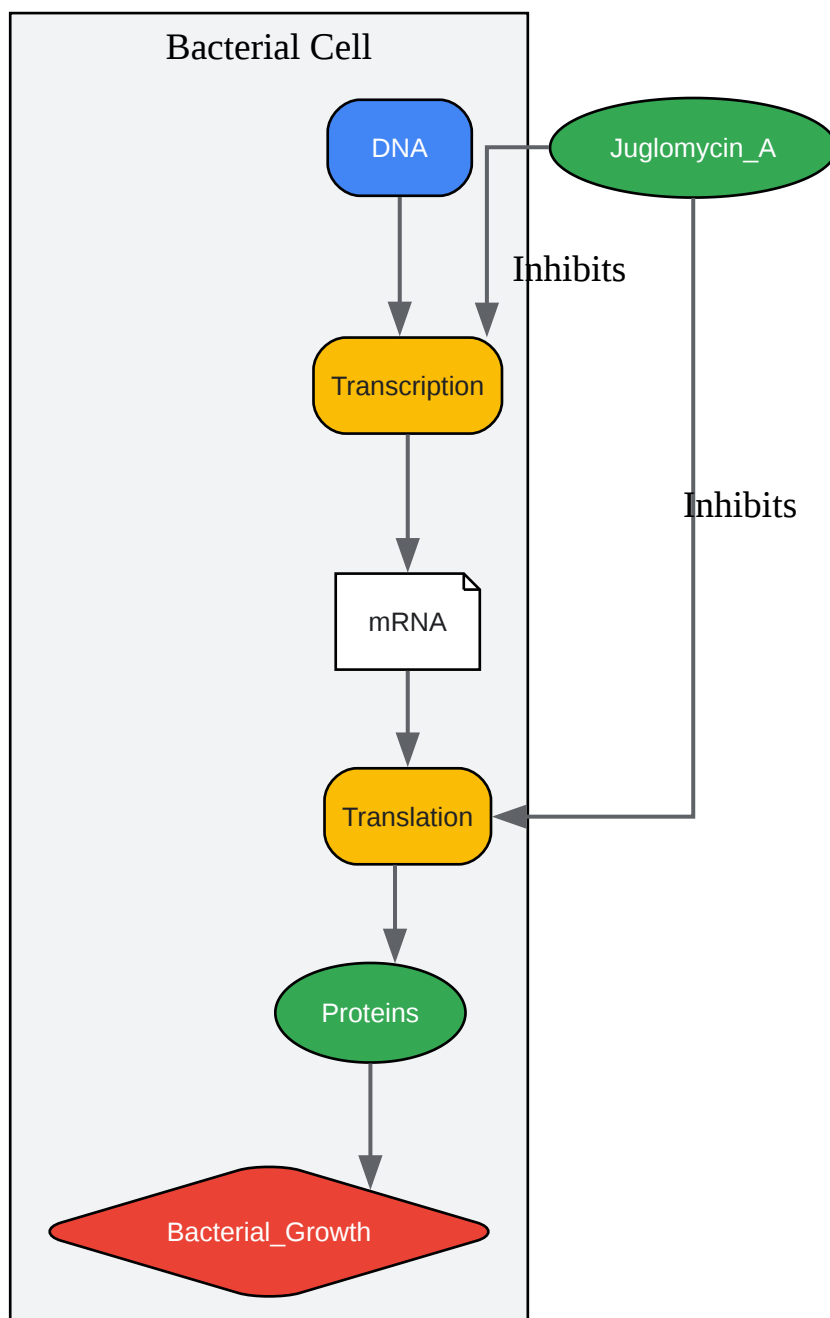 Bacterial Cell
DNA
Juglomycin_A
Inhibits
Transcription
Inhibits
mRNA
Translation
Proteins
Bacterial_Growth